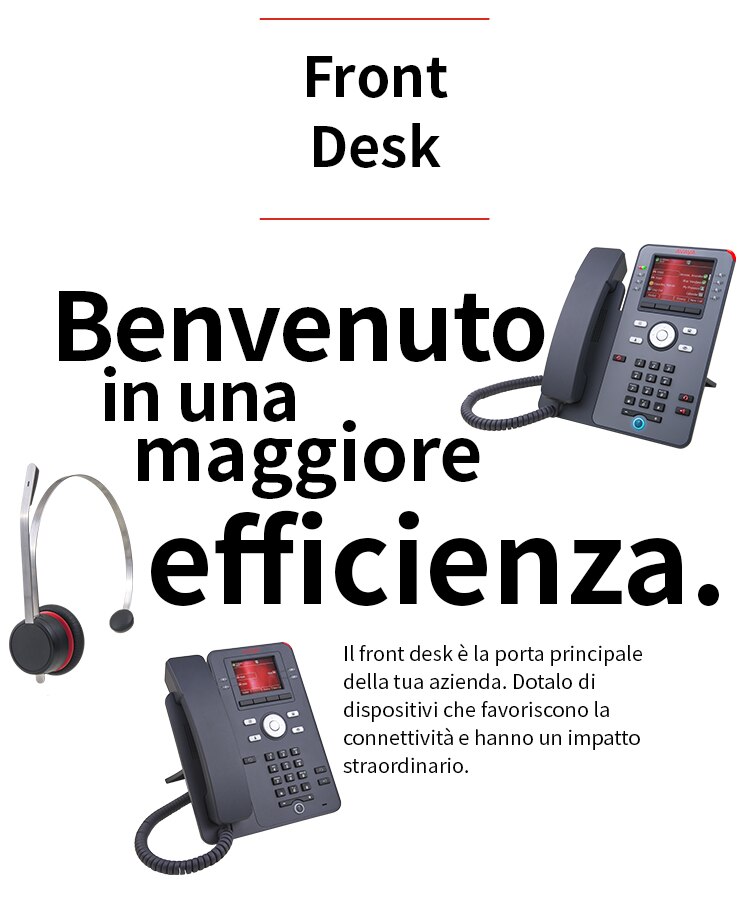 Front
Desk
Benvenuto
in una
maggiore
efficienza.
Il front desk è la porta principale
della tua azienda. Dotalo di
dispositivi che favoriscono la
connettività e hanno un impatto
straordinario.